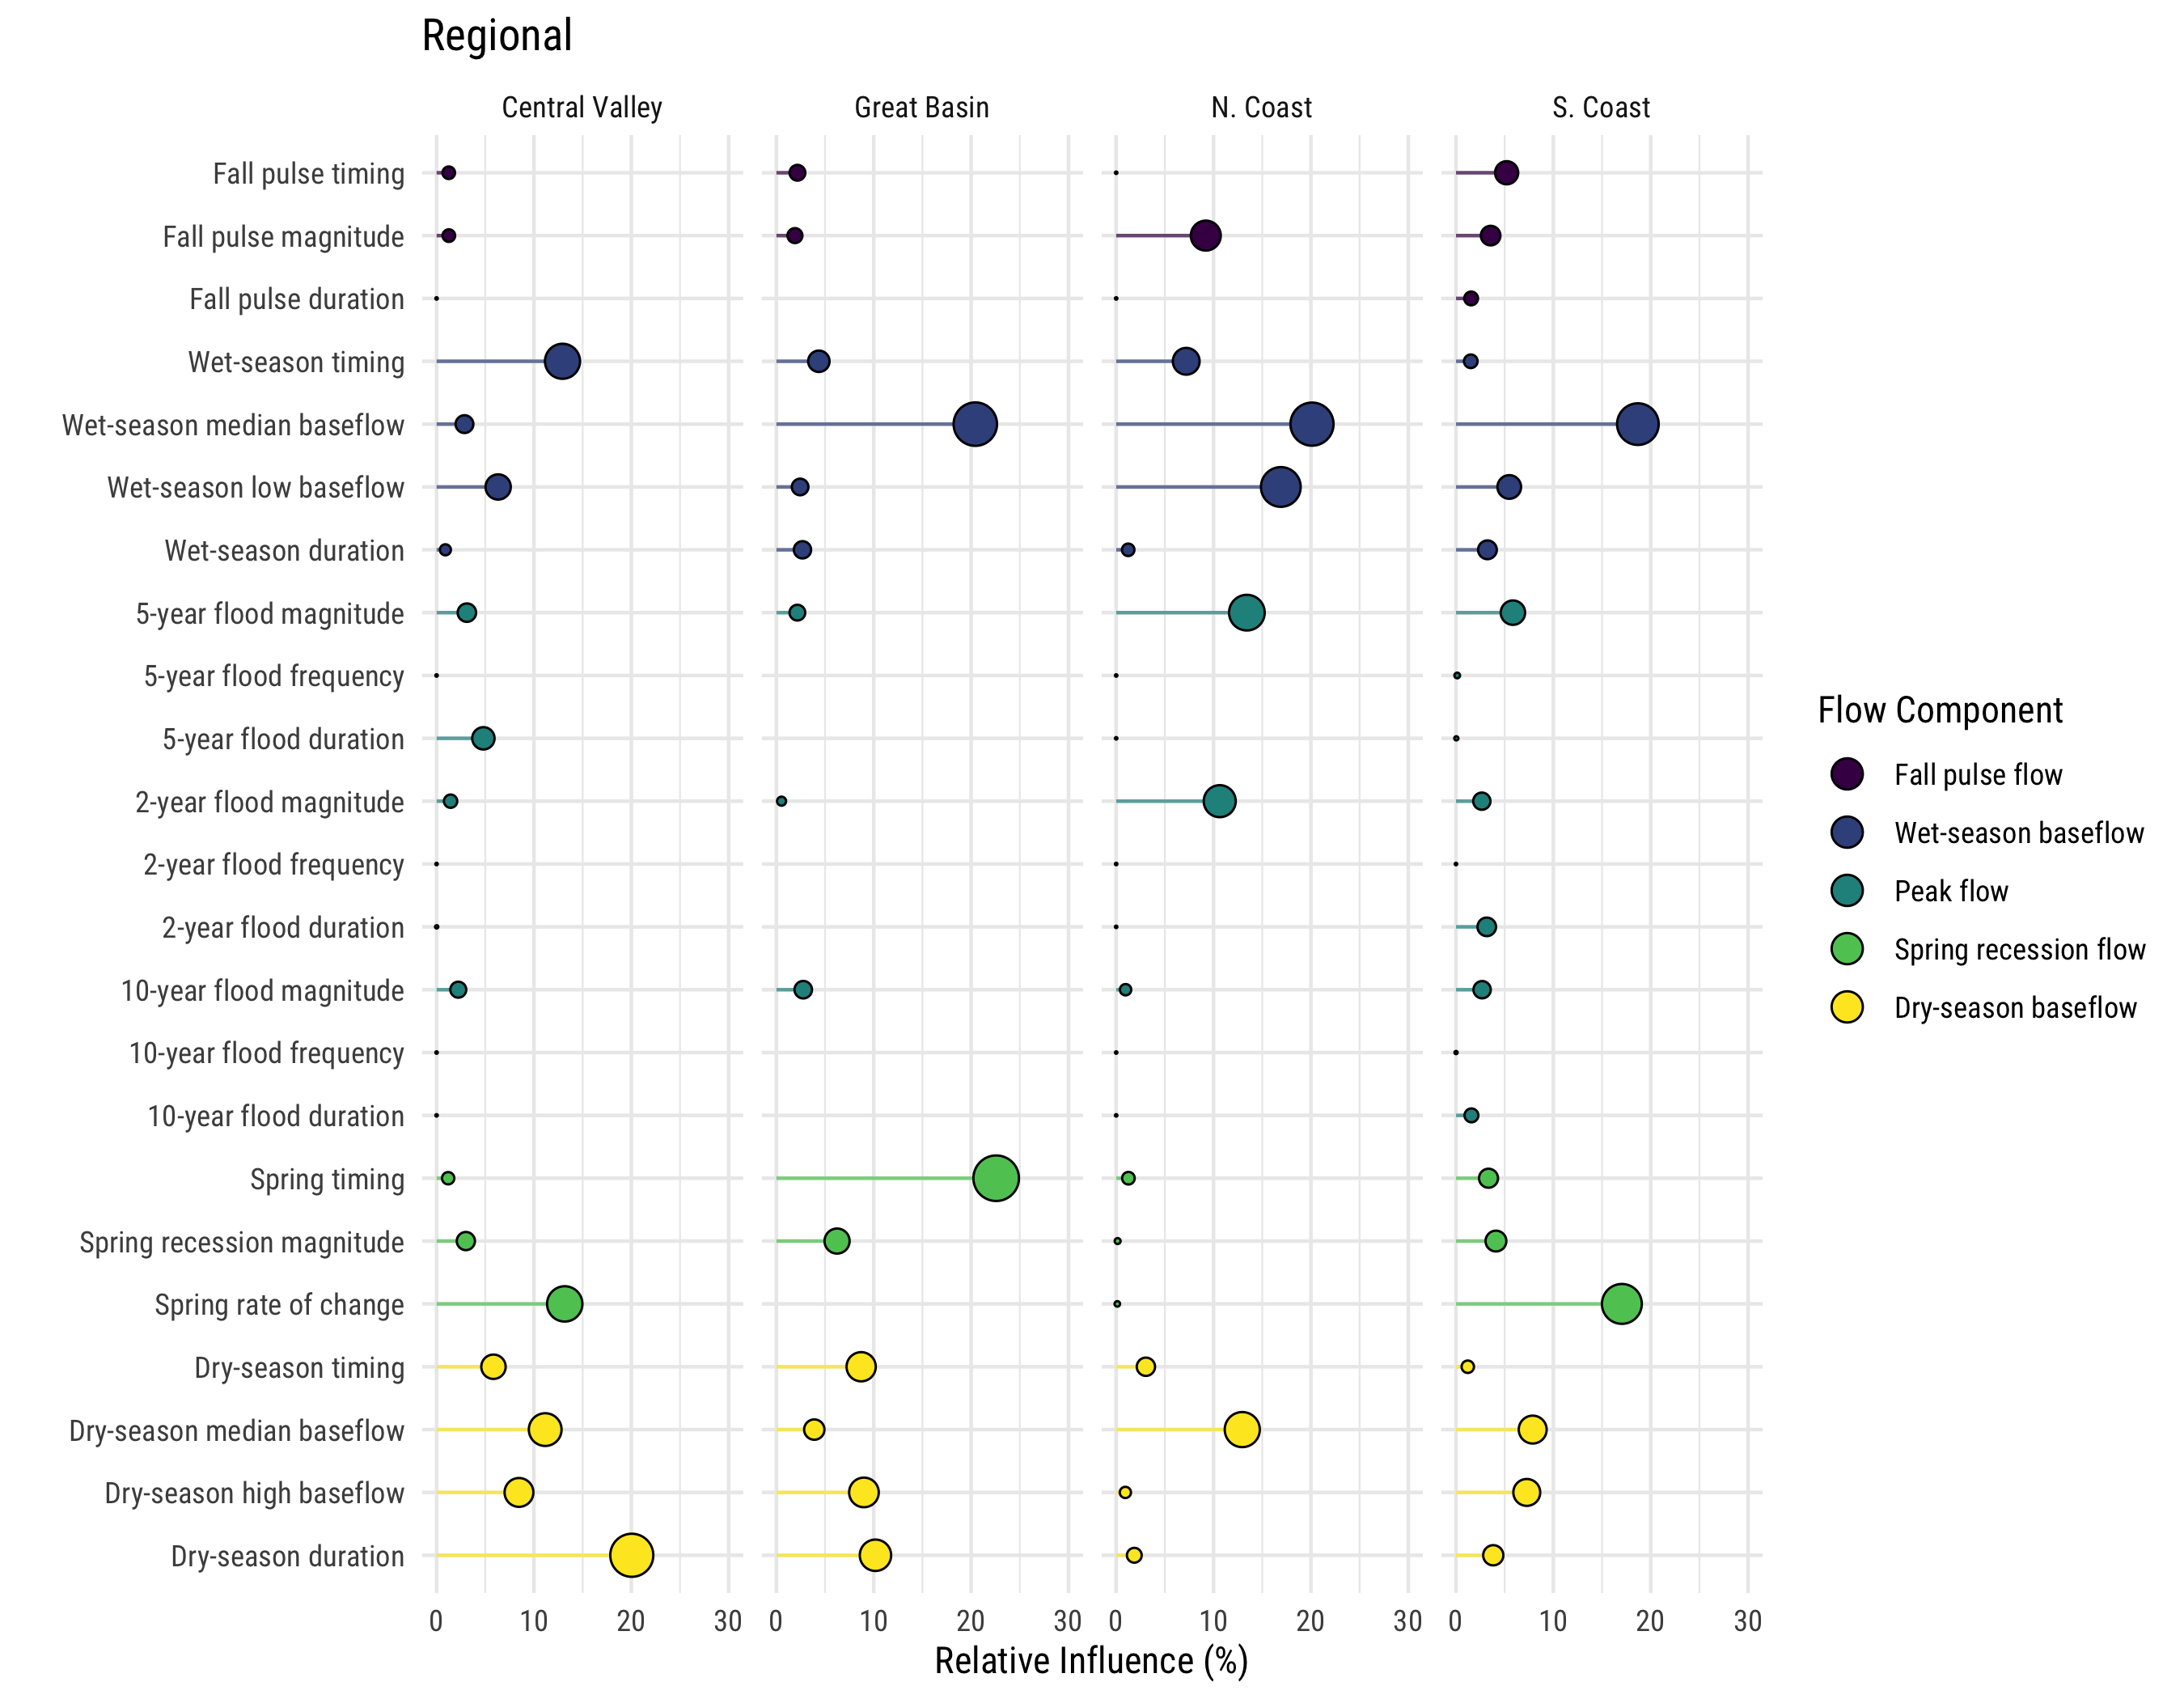 Regional
Central Valley Great Basin N. Coast S. Coast
Fall pulse timing
Fall pulse magnitude
Fall pulse duration
Wet-season timing
Wet-season median baseflow
Wet-season low baseflow
Wet-season duration
5-year flood magnitude
5-year flood frequency
5-year flood duration
2-year flood magnitude
2-year flood frequency
2-year flood duration
10-year flood magnitude
10-year flood frequency
10-year flood duration
Spring timing
Spring recession magnitude
Spring rate of change
Dry-season timing
Dry-season median baseflow
Dry-season high baseflow
Dry-season duration
0 10 20 30 0 10 20 30 0 10 20 30 0 10 20 30
Relative Influence (%)
Flow Component
Fall pulse flow
Wet-season baseflow
Peak flow
Spring recession flow
Dry-season baseflow